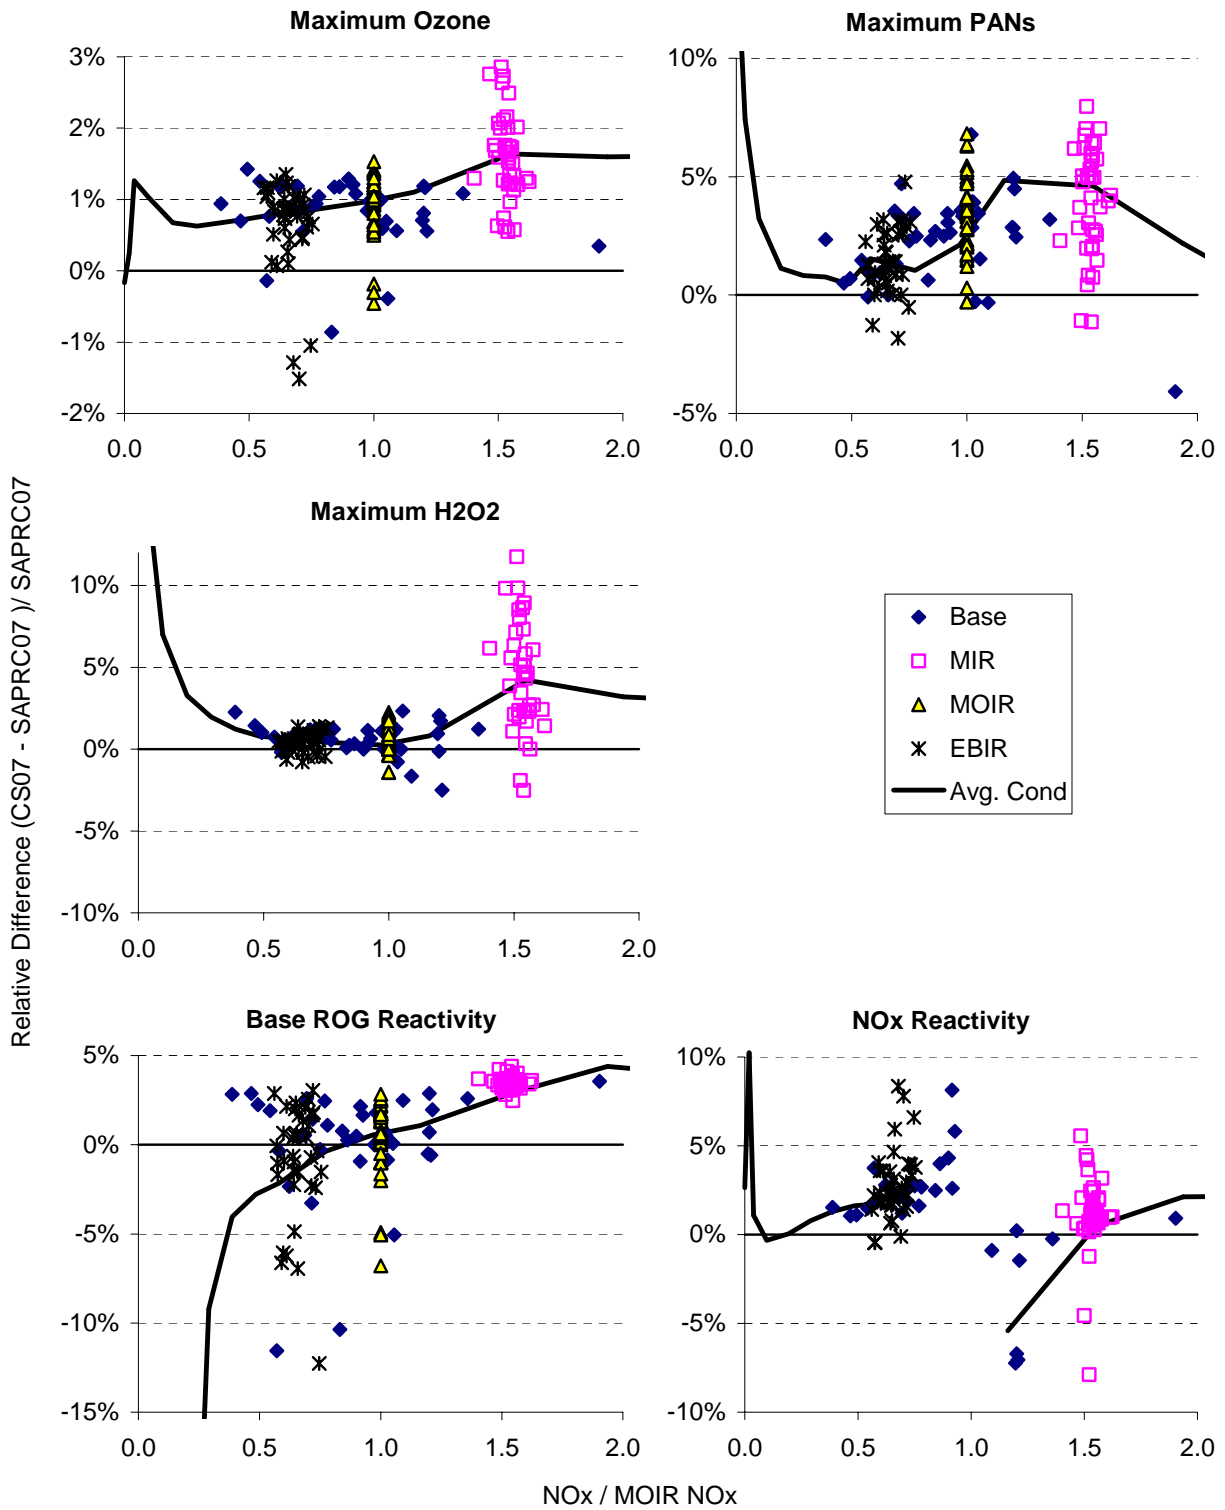 Maximum Ozone
3%
2%
1%
0%
-1%
-2%
0.0 0.5 1.0 1.5 2.0
Maximum PANs
10%
5%
0%
-5%
0.0 0.5 1.0 1.5 2.0
Relative Difference (CS07 - SAPRC07 )/ SAPRC07
Maximum H2O2
10%
5%
0%
-5%
-10%
0.0 0.5 1.0 1.5 2.0
Base
MIR
MOIR
EBIR
Avg. Cond
Base ROG Reactivity
5%
0%
-5%
-10%
-15%
0.0 0.5 1.0 1.5 2.0
NOx Reactivity
10%
5%
0%
-5%
-10%
0.0 0.5 1.0 1.5 2.0
NOx / MOIR NOx